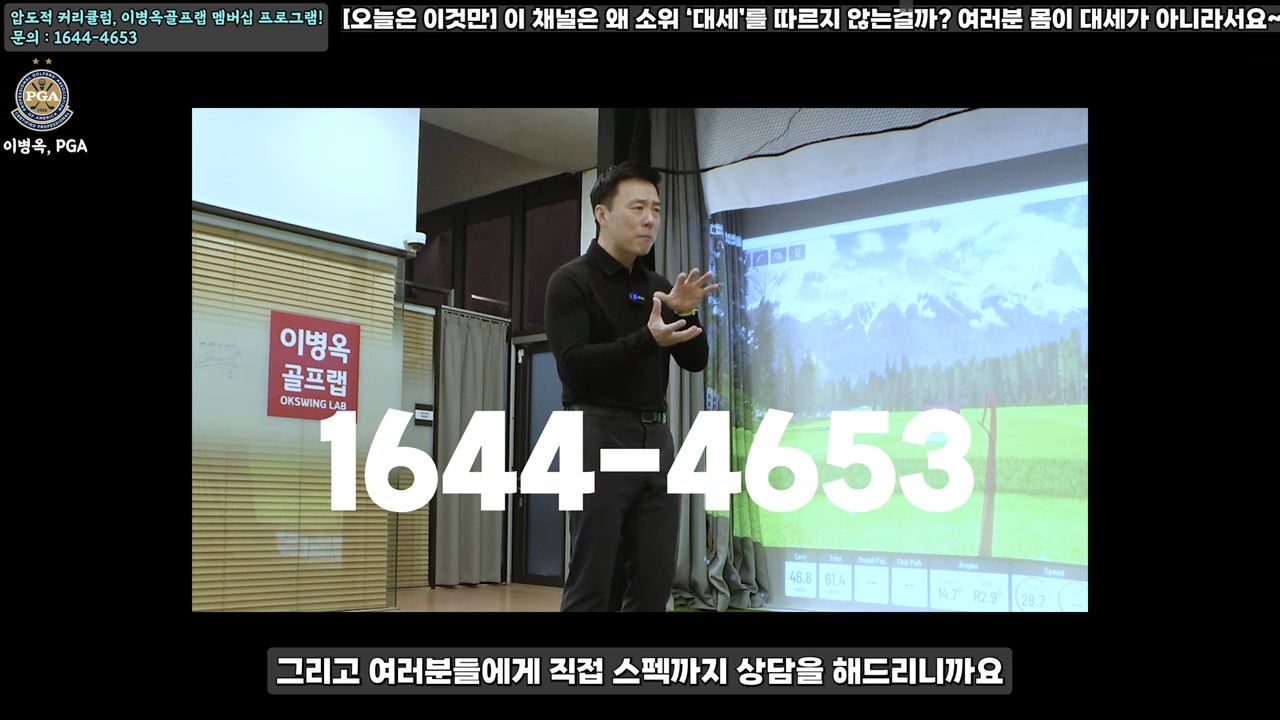 압도적 커리큘럼, 이병옥골프랩 멤버십 프로그램!
문의 : 1644-4653
[오늘은 이것만] 이 채널은 왜 소위 '대세'를 따르지 않는걸까? 여러분 몸이 대세가 아니라서요~
PGA
이병옥, PGA
이병옥
골프랩
OKSWING LAB
1644-4653
Carry Total Smash Fac. Club Path Angles Speed
46.8 61.4 -- -- 14.7° R2.9° 28.7
그리고 여러분들에게 직접 스펙까지 상담을 해드리니까요